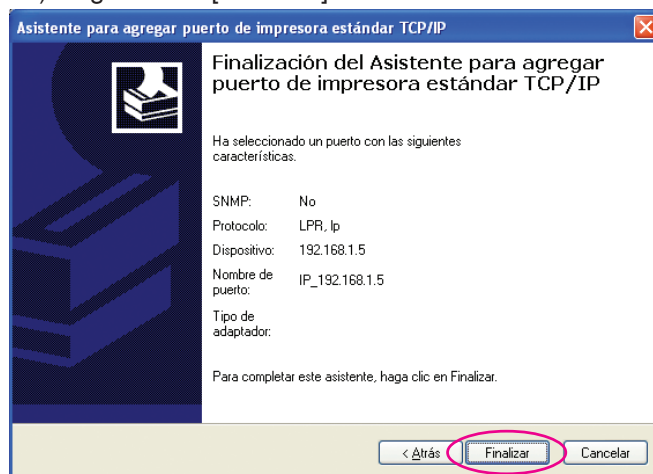 Asistente para agregar puerto de impresora estándar TCP/IP
Finalización del Asistente para agregar
puerto de impresora estándar TCP/IP
Ha seleccionado un puerto con las siguientes
características.
SNMP: No
Protocolo: LPR, lp
Dispositivo: 192.168.1.5
Nombre de
puerto: IP_192.168.1.5
Tipo de
adaptador:
Para completar este asistente, haga clic en Finalizar.
< Atrás Finalizar Cancelar